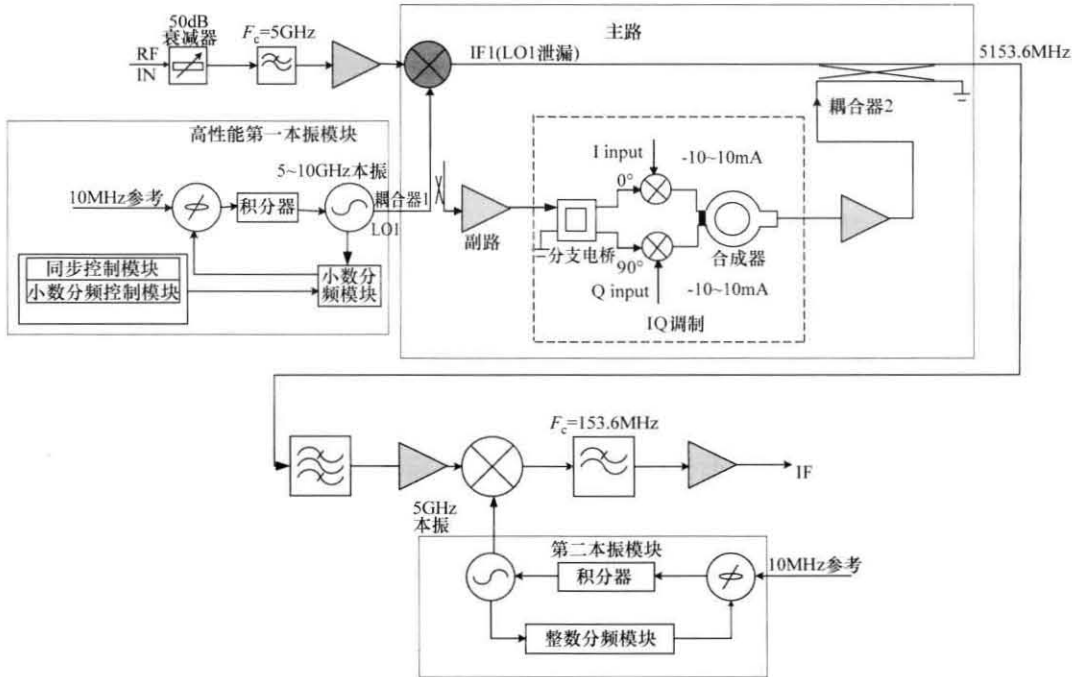 50dB
衰减器
F_c=5GHz
RF
IN
主路
IF1(LO1泄漏)
5153.6MHz
耦合器2
高性能第一本振模块
5~10GHz本振
10MHz参考
积分器
耦合器1
LO1
同步控制模块
小数分频控制模块
小数分
频模块
副路
I input
-10~10mA
0°
分支电桥
90°
合成器
Q input
-10~10mA
IQ调制
F_c=153.6MHz
IF
5GHz
本振
第二本振模块
积分器
10MHz参考
整数分频模块